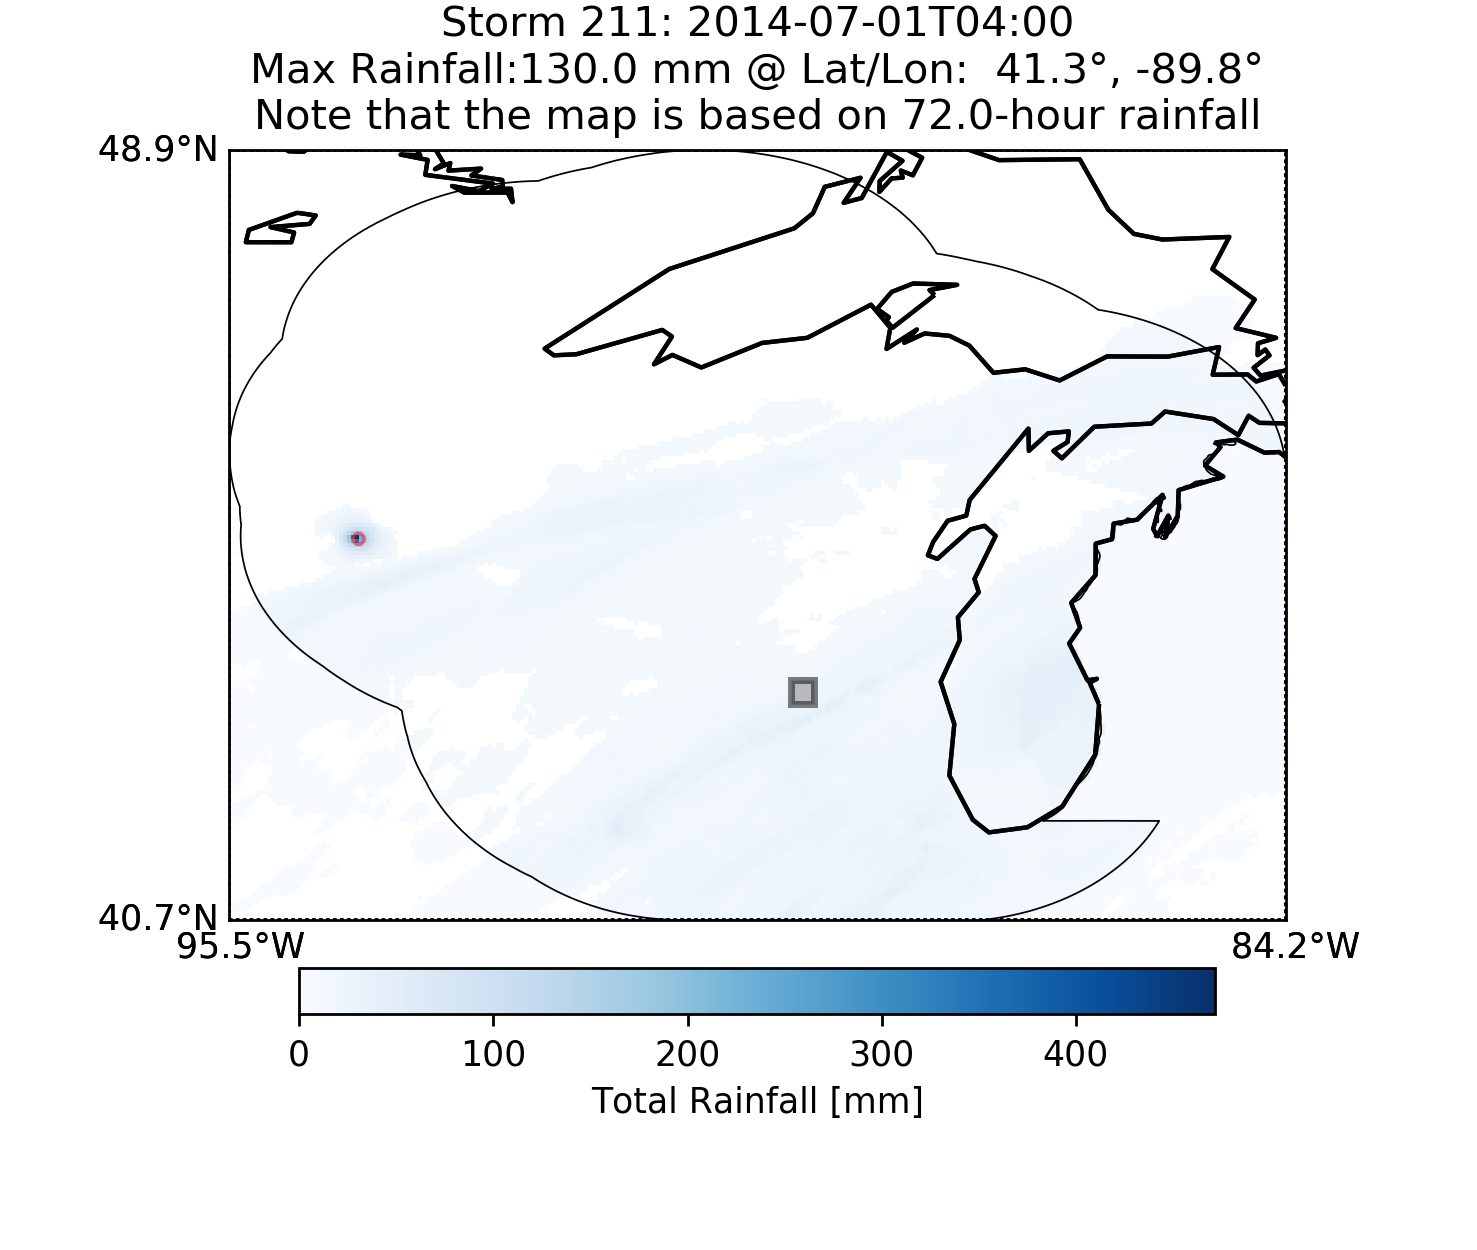 Storm 211: 2014-07-01T04:00
Max Rainfall:130.0 mm @ Lat/Lon:  41.3°, -89.8°
Note that the map is based on 72.0-hour rainfall
48.9°N
40.7°N
95.5°W 84.2°W
0 100 200 300 400
Total Rainfall [mm]